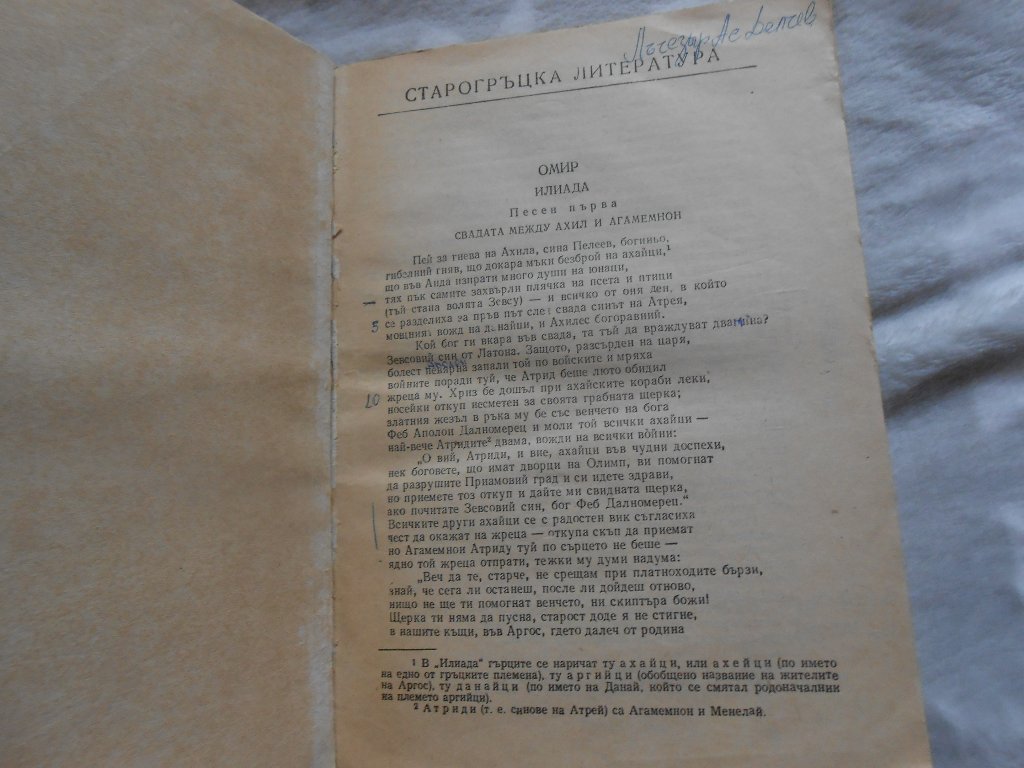 Лъчезар Ас Делчев
СТАРОГРЪЦКА ЛИТЕРАТУРА
ОМИР
ИЛИАДА
Песен първа
СВАДАТА МЕЖДУ АХИЛ И АГАМЕМНОН
Пей за гнева на Ахила, сина Пелеев, богиньо,
гибелний гняв, що докара мъки безброй на ахайци,¹
що във Аида изпрати много души на юнаци,
тях пък самите захвърли плячка на псета и птици
(тъй стана волята Зевсу) — и всичко от оня ден, в който
5 се разделиха за пръв път след свада синът на Атрея,
мощният вожд на данайци, и Ахилес богоравний.
Кой бог ги вкара във свада, та тъй да враждуват двамина?
Зевсовий син от Латона. Защото, разсърден на царя,
болест невярна запали той по войските и мряха
войните поради туй, че Атрид беше люто обидил
10 жреца му. Хриз бе дошъл при ахайските кораби леки,
носейки откуп несметен за своята грабната щерка;
златния жезъл в ръка му бе със венчето на бога
Феб Аполон Далномерец и моли той всички ахайци —
най-вече Атридите² двама, вожди на всички войни:
„О вий, Атриди, и вие, ахайци във чудни доспехи,
нек боговете, що имат дворци на Олимп, ви помогнат
да разрушите Приамовий град и си идете здрави,
но приемете тоз откуп и дайте ми свидната щерка,
ако почитате Зевсовий син, бог Феб Далномерец.“
Всичките други ахайци се с радостен вик съгласиха
чест да окажат на жреца — откупа скъп да приемат
но Агамемнон Атриду туй по сърцето не беше —
ядно той жреца отпрати, тежки му думи надума:
„Веч да те, старче, не срещам при платноходите бързи,
знай, че сега ли останеш, после ли дойдеш отново,
нищо не ще ти помогнат венчето, ни скиптъра божи!
Щерка ти няма да пусна, старост доде я не стигне,
в нашите къщи, във Аргос, гдето далеч от родина
¹ В „Илиада“ гърците се наричат ту ахайци, или ахейци (по името
на едно от гръцките племена), ту аргийци (обобщено название на жителите
на Аргос), ту данайци (по името на Данай, който се смятал родоначалник
на племето аргийци).
² Атриди (т. е. синове на Атрей) са Агамемнон и Менелай.